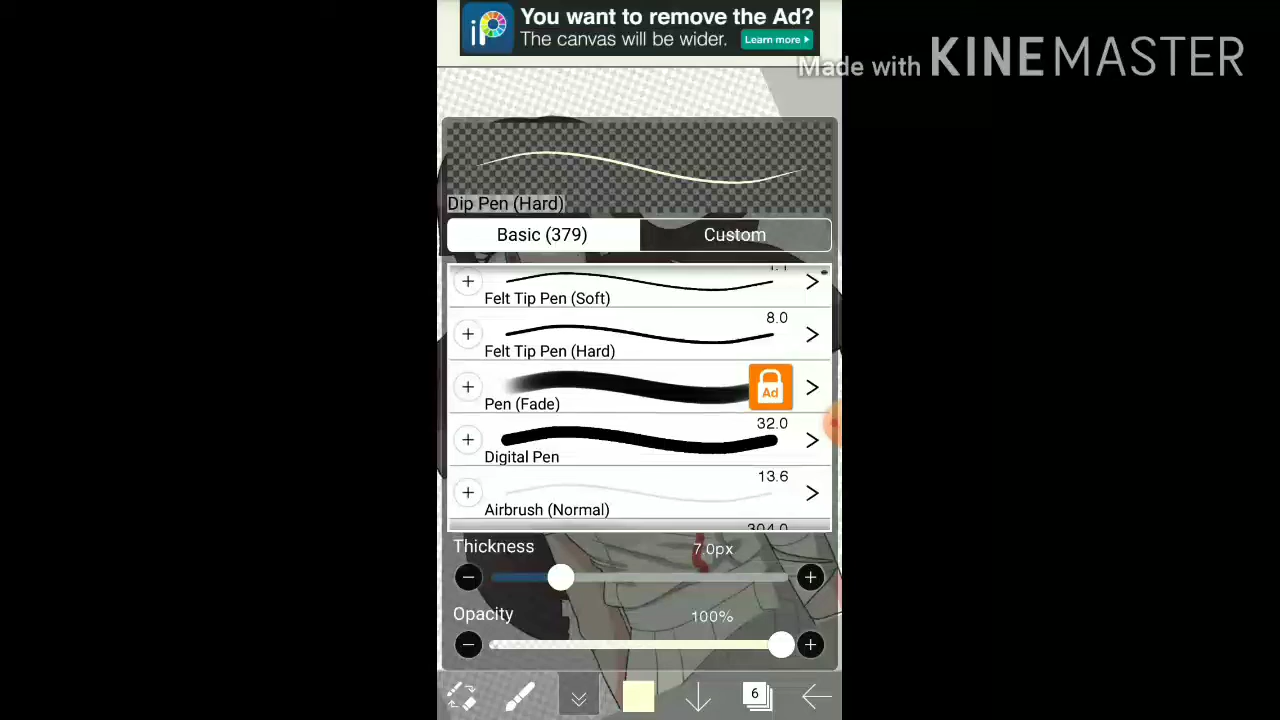 You want to remove the Ad?
The canvas will be wider. Learn more
Made with KINEMASTER
Dip Pen (Hard)
Basic (379) Custom
Felt Tip Pen (Soft)
8.0
Felt Tip Pen (Hard)
Ad
Pen (Fade)
32.0
Digital Pen
13.6
Airbrush (Normal)
304.0
Thickness 7.0px
Opacity 100%
6